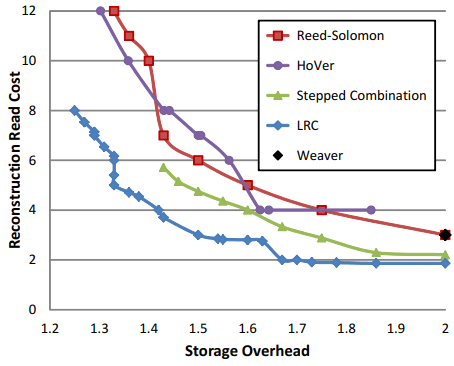 12
10
8
6
4
2
0
Reconstruction Read Cost
Reed-Solomon
HoVer
Stepped Combination
LRC
Weaver
1.2 1.3 1.4 1.5 1.6 1.7 1.8 1.9 2
Storage Overhead